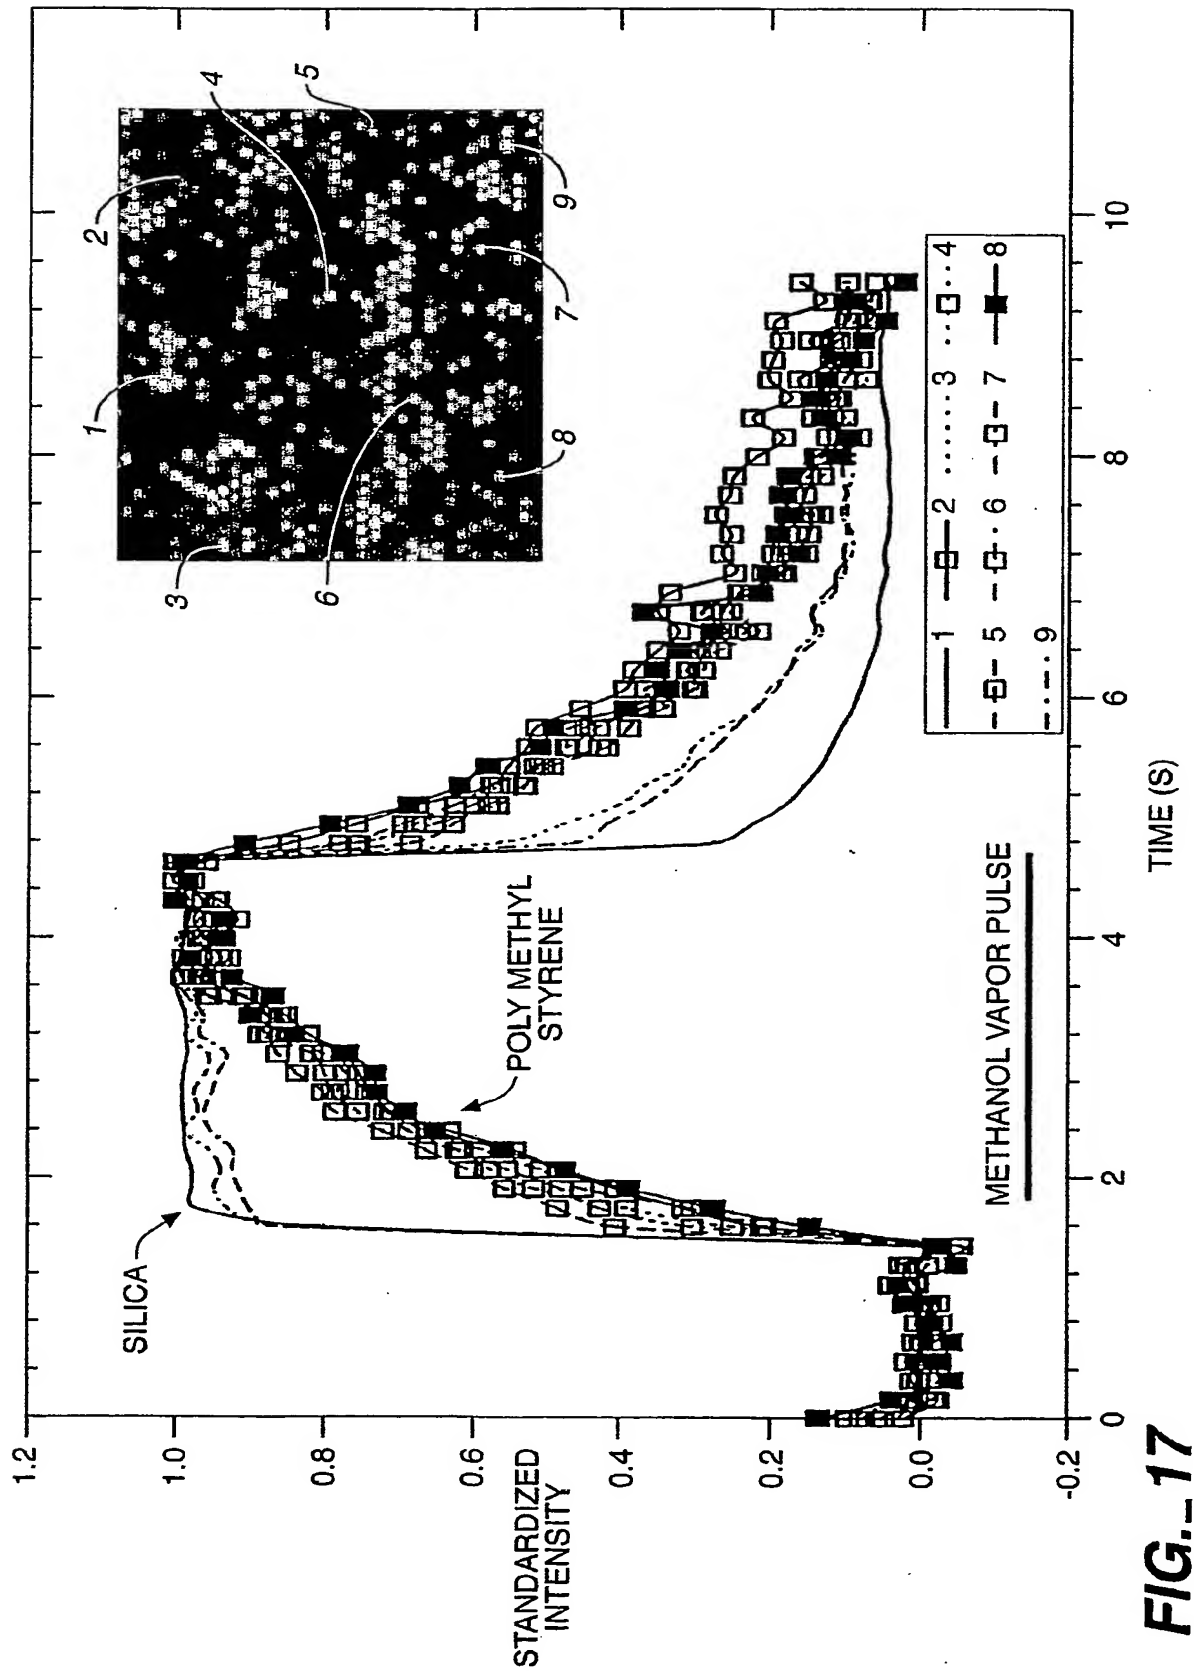 1.2
1.0
0.8
0.6
0.4
0.2
0.0
-0.2
STANDARDIZED
INTENSITY
0
2
4
6
8
10
TIME (S)
SILICA
POLY METHYL
STYRENE
METHANOL VAPOR PULSE
1
2
3
4
5
6
7
8
9
1 2 3 4
5 6 7 8
9
FIG._17